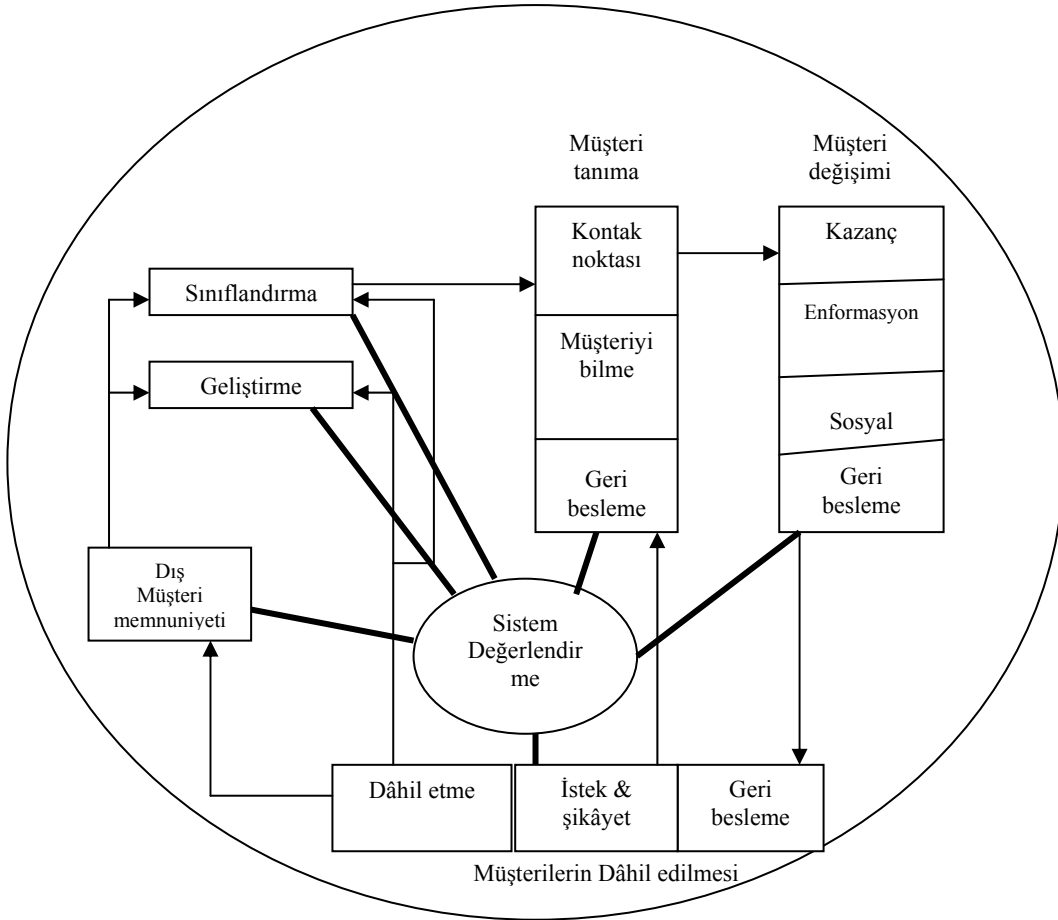 Müşteri
tanıma
Müşteri
değişimi
Kontak
noktası
Kazanç
Sınıflandırma
Enformasyon
Müşteriyi
bilme
Geliştirme
Sosyal
Geri
besleme
Geri
besleme
Dış
Müşteri
memnuniyeti
Sistem
Değerlendir
me
Dâhil etme
İstek &
şikâyet
Geri
besleme
Müşterilerin Dâhil edilmesi